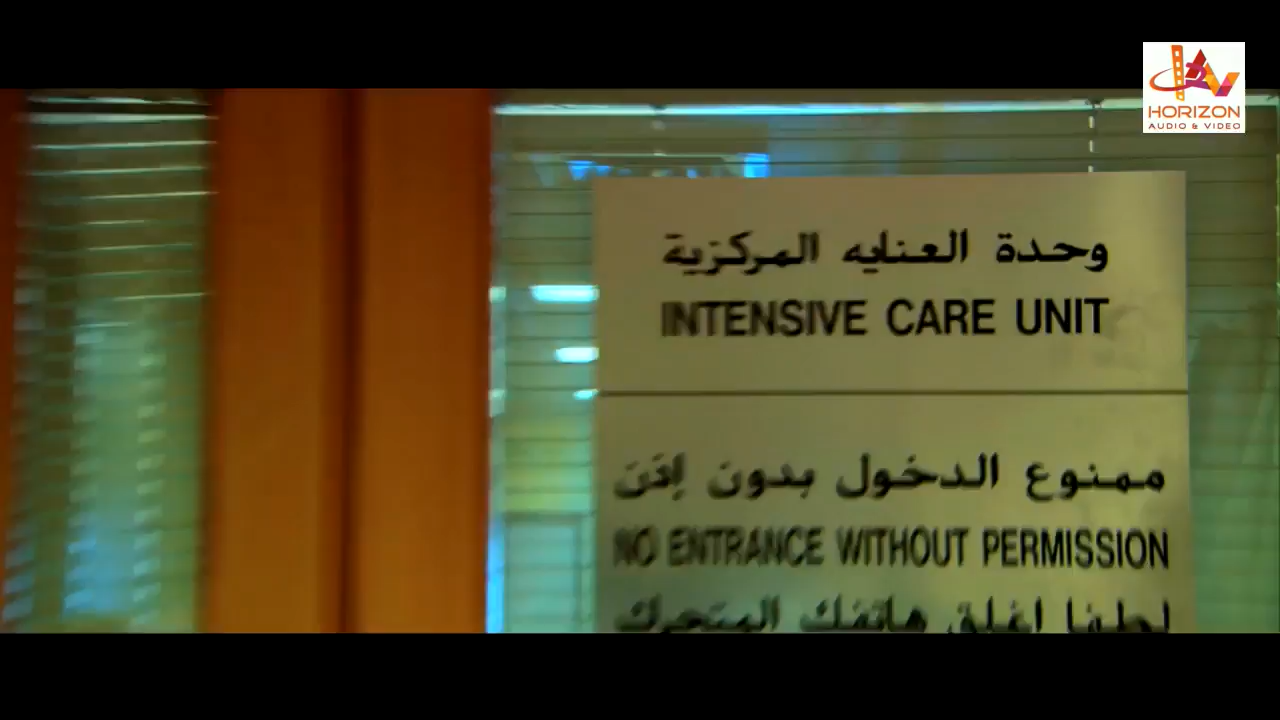 HORIZON
AUDIO & VIDEO
وحدة العنايه المركزية
INTENSIVE CARE UNIT
ممنوع الدخول بدون إذن
NO ENTRANCE WITHOUT PERMISSION
لطفا اغلق هاتفك المتحرك